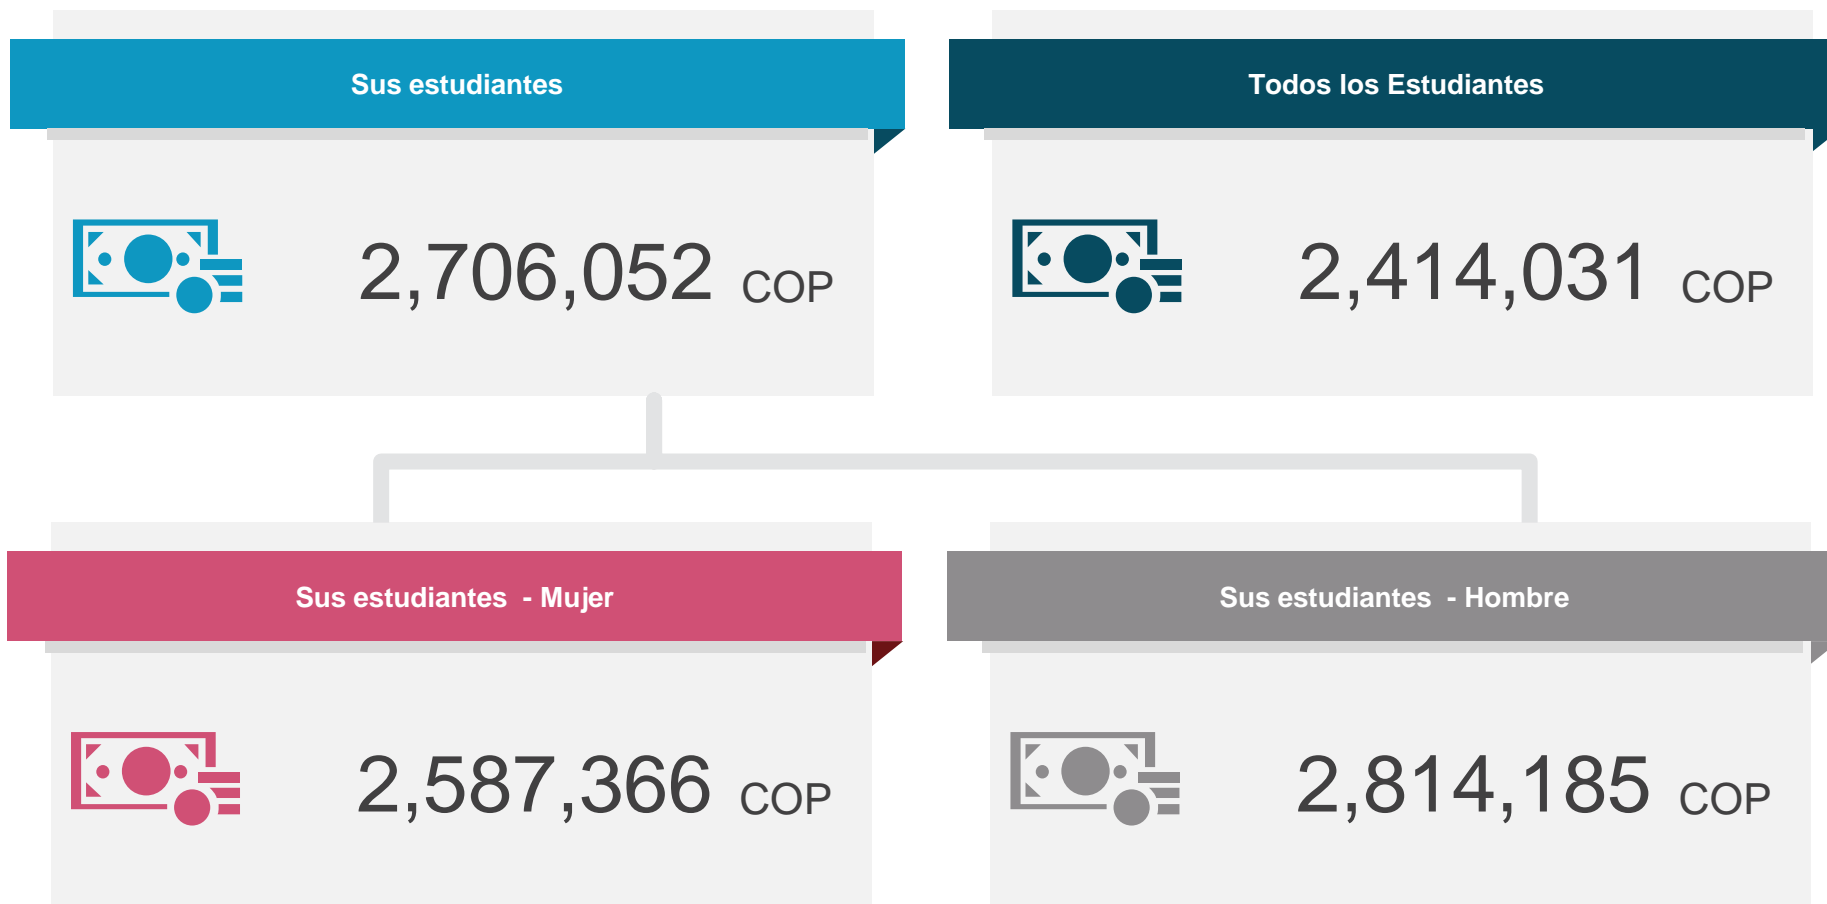 Sus estudiantes
Todos los Estudiantes
2,706,052 COP
2,414,031 COP
Sus estudiantes - Mujer
Sus estudiantes - Hombre
2,587,366 COP
2,814,185 COP